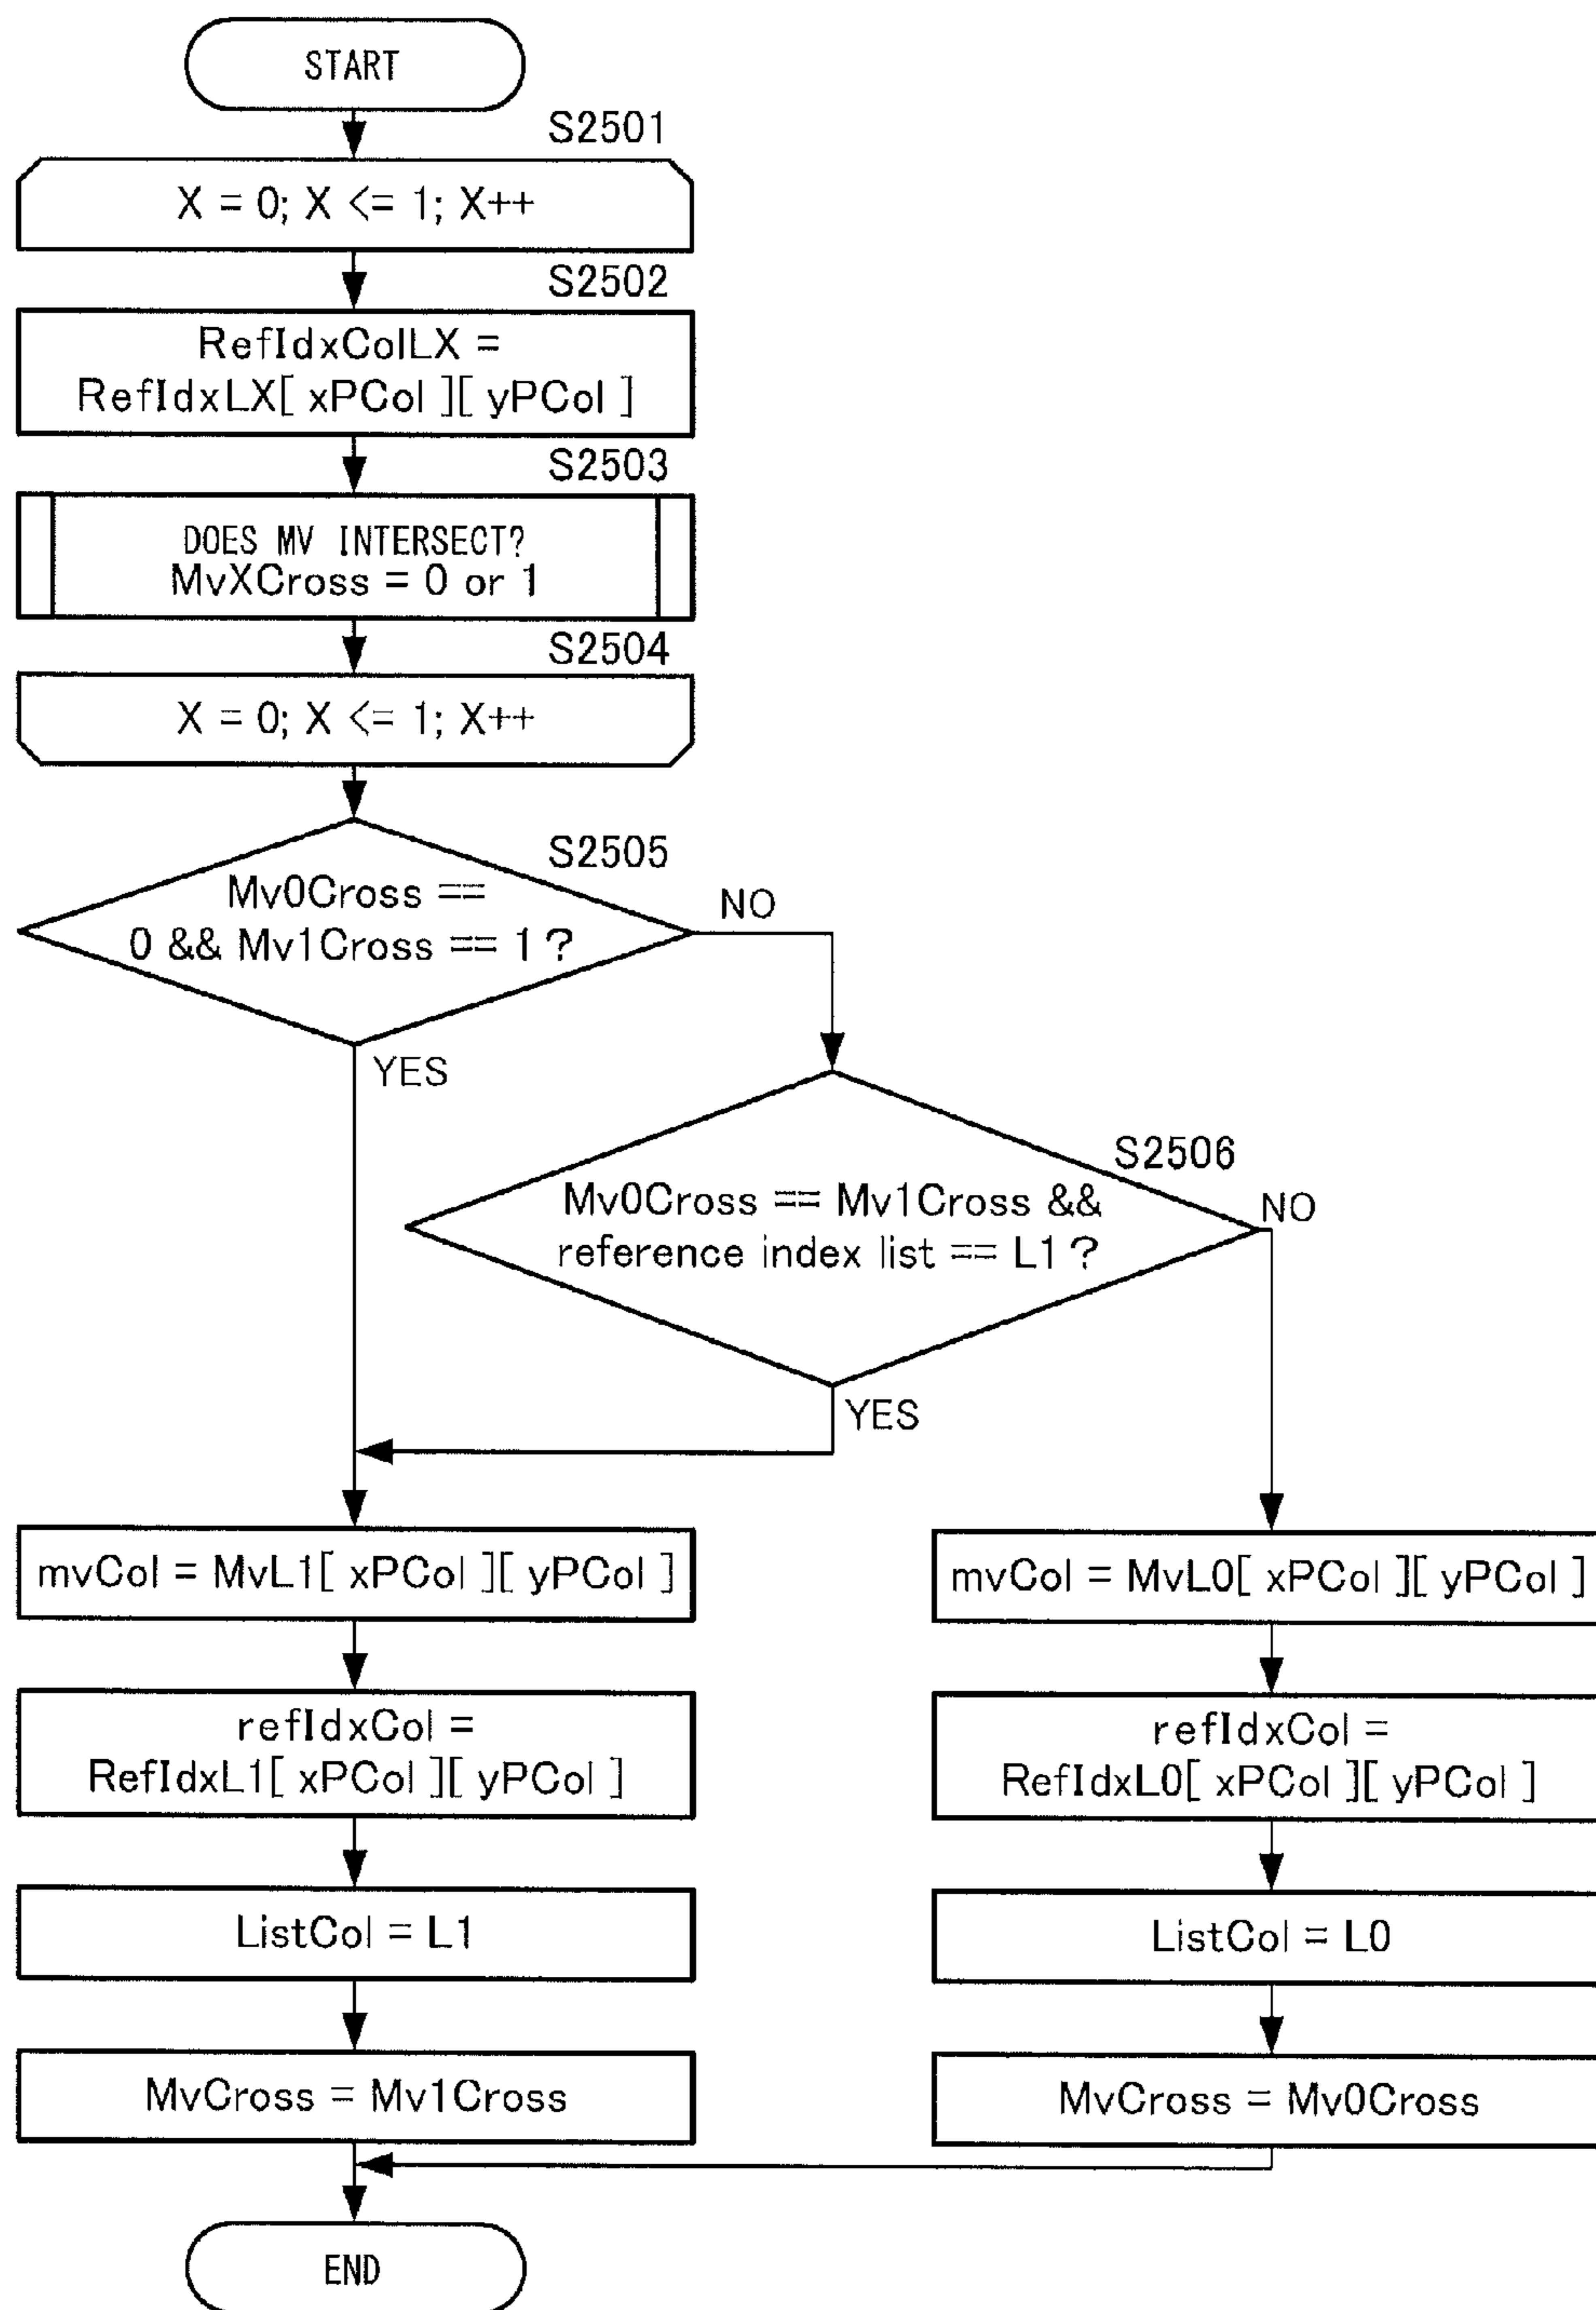 START
S2501
X = 0; X <= 1; X++
S2502
RefIdxColLX =
RefIdxLX[ xPCol ][ yPCol ]
S2503
DOES MV INTERSECT?
MvXCross = 0 or 1
S2504
X = 0; X <= 1; X++
S2505
Mv0Cross ==
0 && Mv1Cross == 1 ?
NO
YES
S2506
Mv0Cross == Mv1Cross &&
reference index list == L1 ?
NO
YES
mvCol = MvL1[ xPCol ][ yPCol ]
refIdxCol =
RefIdxL1[ xPCol ][ yPCol ]
ListCol = L1
MvCross = Mv1Cross
mvCol = MvL0[ xPCol ][ yPCol ]
refIdxCol =
RefIdxL0[ xPCol ][ yPCol ]
ListCol = L0
MvCross = Mv0Cross
END